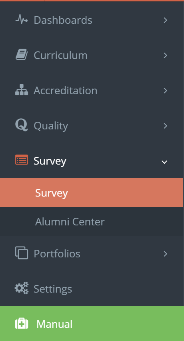 Dashboards
Curriculum
Accreditation
Quality
Survey
Survey
Alumni Center
Portfolios
Settings
Manual